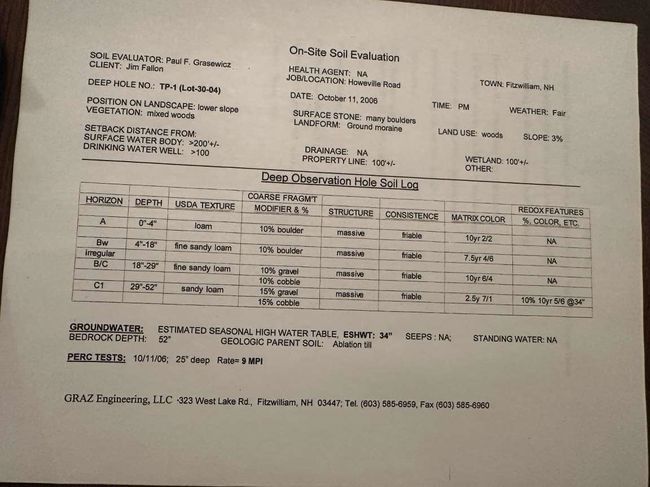 On-Site Soil Evaluation
SOIL EVALUATOR: Paul F. Grasewicz
CLIENT: Jim Fallon
HEALTH AGENT: NA
JOB/LOCATION: Howeville Road
TOWN: Fitzwilliam, NH
DEEP HOLE NO.: TP-1 (Lot-30-04)
DATE: October 11, 2006 TIME: PM WEATHER: Fair
POSITION ON LANDSCAPE: lower slope
VEGETATION: mixed woods
SURFACE STONE: many boulders
LANDFORM: Ground moraine
LAND USE: woods SLOPE: 3%
SETBACK DISTANCE FROM:
SURFACE WATER BODY: >200'+/-
DRINKING WATER WELL: >100
DRAINAGE: NA
PROPERTY LINE: 100'+/-
WETLAND: 100'+/-
OTHER:
Deep Observation Hole Soil Log
HORIZON DEPTH USDA TEXTURE COARSE FRAGM'T MODIFIER & % STRUCTURE CONSISTENCE MATRIX COLOR REDOX FEATURES %, COLOR, ETC.
A 0"-4" loam 10% boulder massive friable 10yr 2/2 NA
Bw irregular 4"-18" fine sandy loam 10% boulder massive friable 7.5yr 4/6 NA
B/C 18"-29" fine sandy loam 10% gravel 10% cobble massive friable 10yr 6/4 NA
C1 29"-52" sandy loam 15% gravel 15% cobble massive friable 2.5y 7/1 10% 10yr 5/6 @34"
GROUNDWATER: ESTIMATED SEASONAL HIGH WATER TABLE, ESHWT: 34" SEEPS : NA; STANDING WATER: NA
BEDROCK DEPTH: 52" GEOLOGIC PARENT SOIL: Ablation till
PERC TESTS: 10/11/06; 25" deep Rate= 9 MPI
GRAZ Engineering, LLC ·323 West Lake Rd., Fitzwilliam, NH 03447; Tel. (603) 585-6959, Fax (603) 585-6960